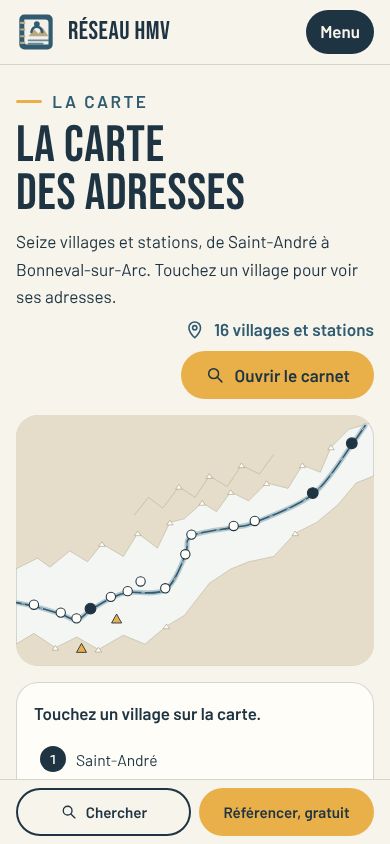 RÉSEAU HMV
Menu
LA CARTE
LA CARTE
DES ADRESSES
Seize villages et stations, de Saint-André à
Bonneval-sur-Arc. Touchez un village pour voir
ses adresses.
16 villages et stations
Ouvrir le carnet
Touchez un village sur la carte.
1 Saint-André
Chercher
Référencer, gratuit